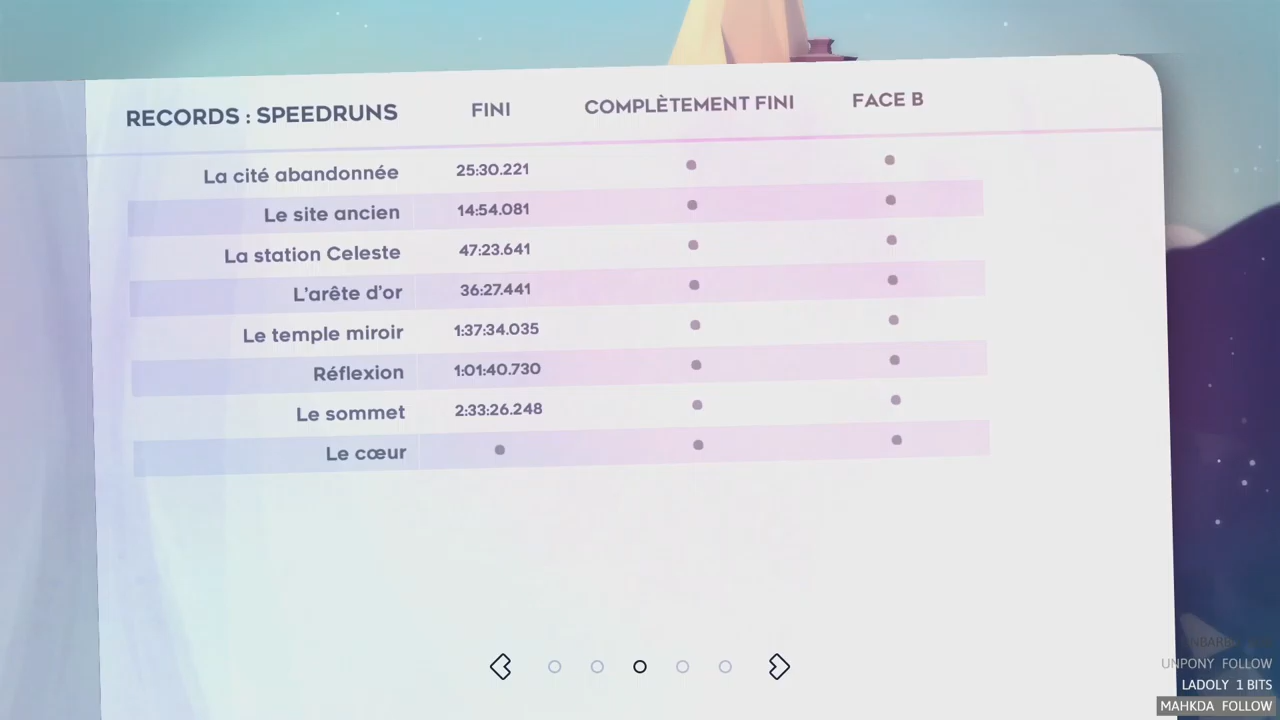 RECORDS : SPEEDRUNS FINI COMPLÈTEMENT FINI FACE B
La cité abandonnée 25:30.221
Le site ancien 14:54.081
La station Celeste 47:23.641
L'arête d'or 36:27.441
Le temple miroir 1:37:34.035
Réflexion 1:01:40.730
Le sommet 2:33:26.248
Le cœur
UNPONY FOLLOW
LADOLY 1 BITS
MAHKDA FOLLOW